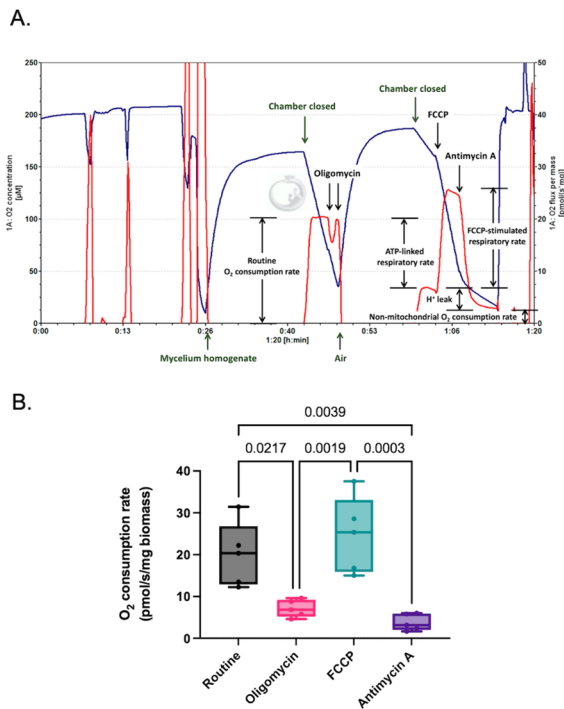 A.
250
200
150
100
50
0
1A: O2 concentration
[µM]
50
40
30
20
10
0
1A: O2 flux per mass
[pmol/(s*mg)]
Chamber closed
Chamber closed
FCCP
Oligomycin
Antimycin A
Routine
O2 consumption rate
ATP-linked
respiratory rate
FCCP-stimulated
respiratory rate
H+ leak
Non-mitochondrial O2 consumption rate
0:00
0:13
0:26
0:40
0:53
1:06
1:20
1:20 [h:min]
Mycelium homogenate
Air
B.
0.0039
0.0217
0.0019
0.0003
O2 consumption rate
(pmol/s/mg biomass)
40
30
20
10
0
Routine
Oligomycin
FCCP
Antimycin A